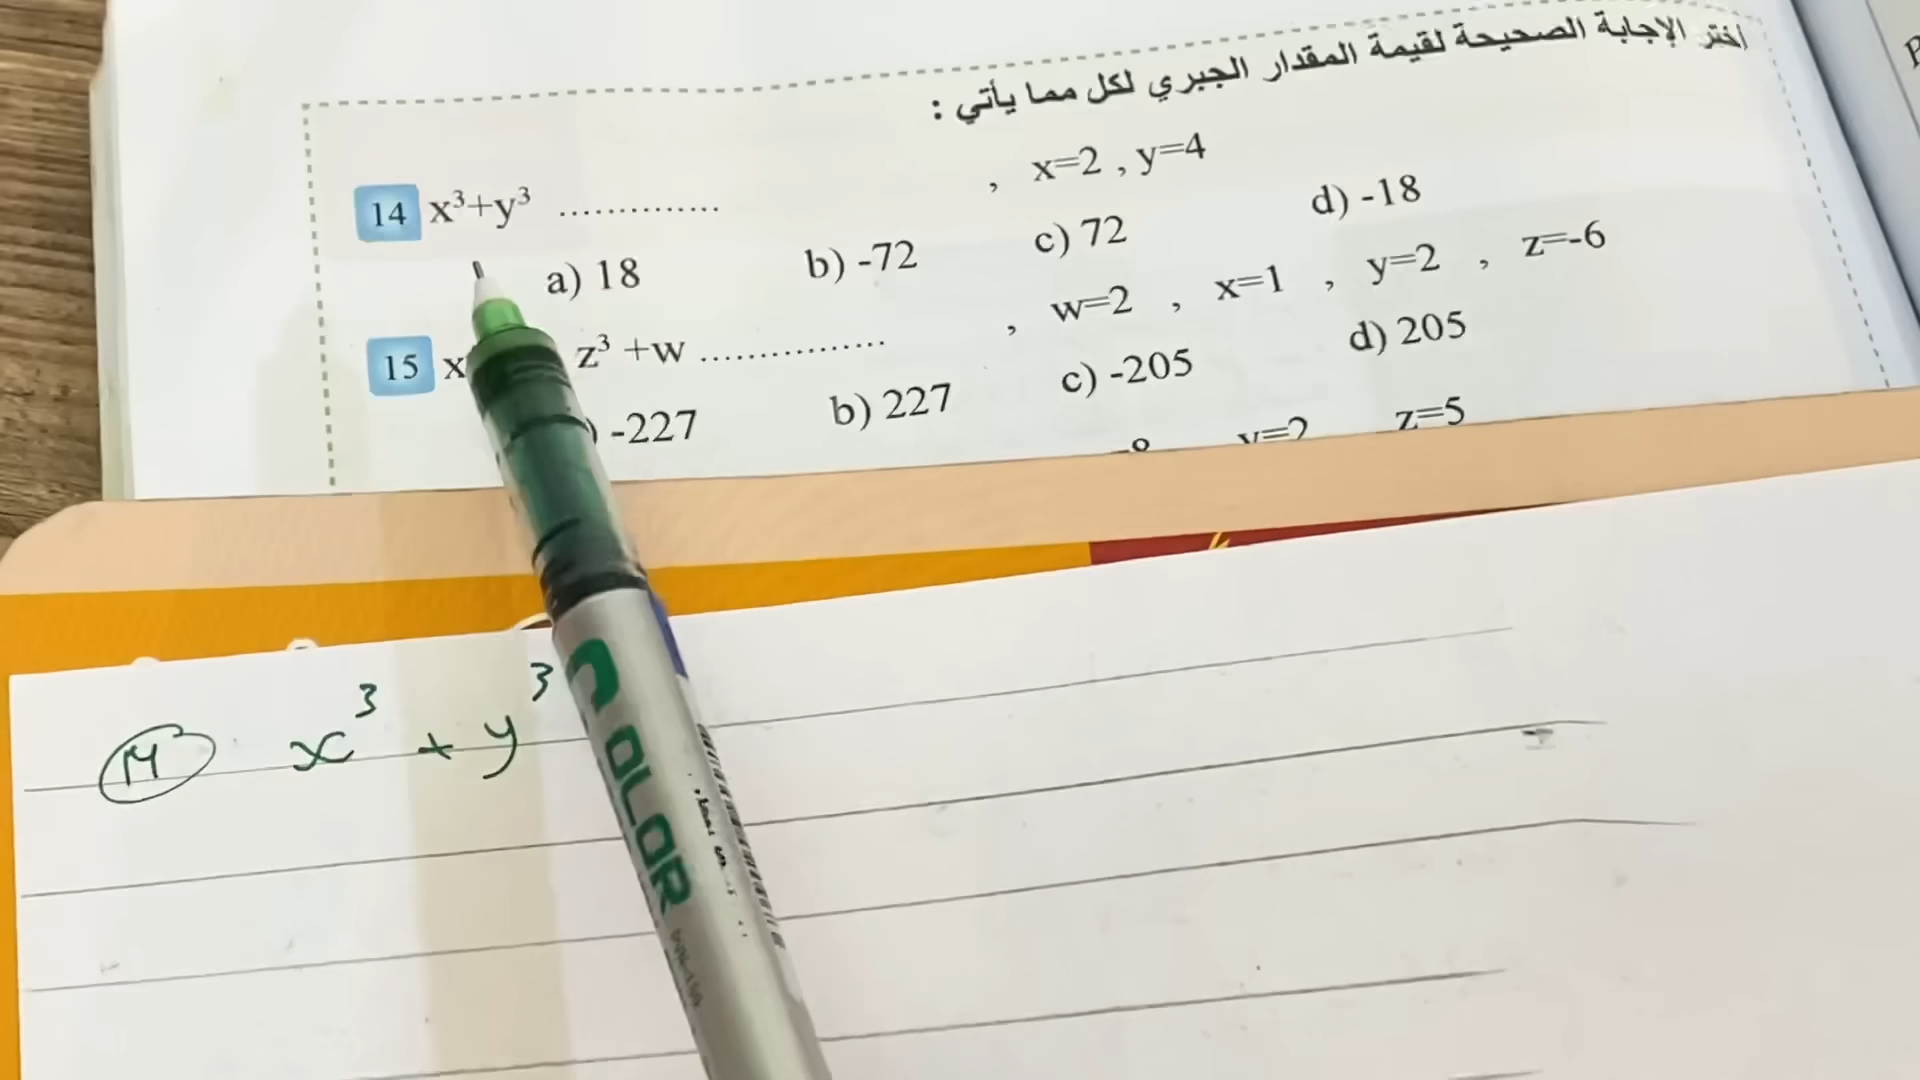 اختر الإجابة الصحيحة لقيمة المقدار الجبري لكل مما يأتي :
14 x³+y³ .............. , x=2 , y=4
a) 18 b) -72 c) 72 d) -18
15 x z³ +w ................ , w=2 , x=1 , y=2 , z=-6
) -227 b) 227 c) -205 d) 205
y=2 z=5
14 x³ + y³
OLOR